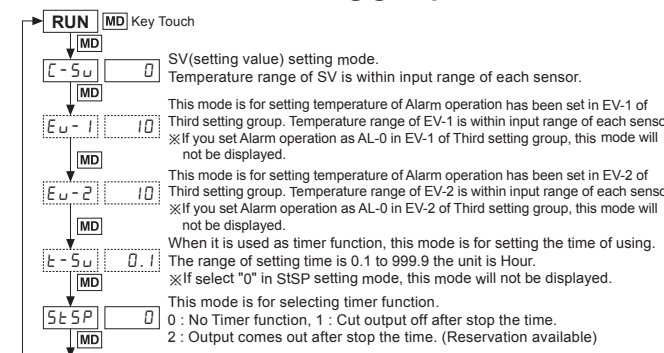 RUN MD Key Touch
MD
SV(setting value) setting mode.
C-Su 0
Temperature range of SV is within input range of each sensor.
MD
This mode is for setting temperature of Alarm operation has been set in EV-1 of
Eu-1 10 Third setting group. Temperature range of EV-1 is within input range of each senso
※If you set Alarm operation as AL-0 in EV-1 of Third setting group, this mode will
not be displayed.
MD
This mode is for setting temperature of Alarm operation has been set in EV-2 of
Eu-2 10 Third setting group. Temperature range of EV-2 is within input range of each senso
※If you set Alarm operation as AL-0 in EV-2 of Third setting group, this mode will
not be displayed.
MD
When it is used as timer function, this mode is for setting the time of using.
t-Su 0.1 The range of setting time is 0.1 to 999.9 the unit is Hour.
MD ※If select "0" in StSP setting mode, this mode will not be displayed.
This mode is for selecting timer function.
StSP 0 0 : No Timer function, 1 : Cut output off after stop the time.
MD 2 : Output comes out after stop the time. (Reservation available)